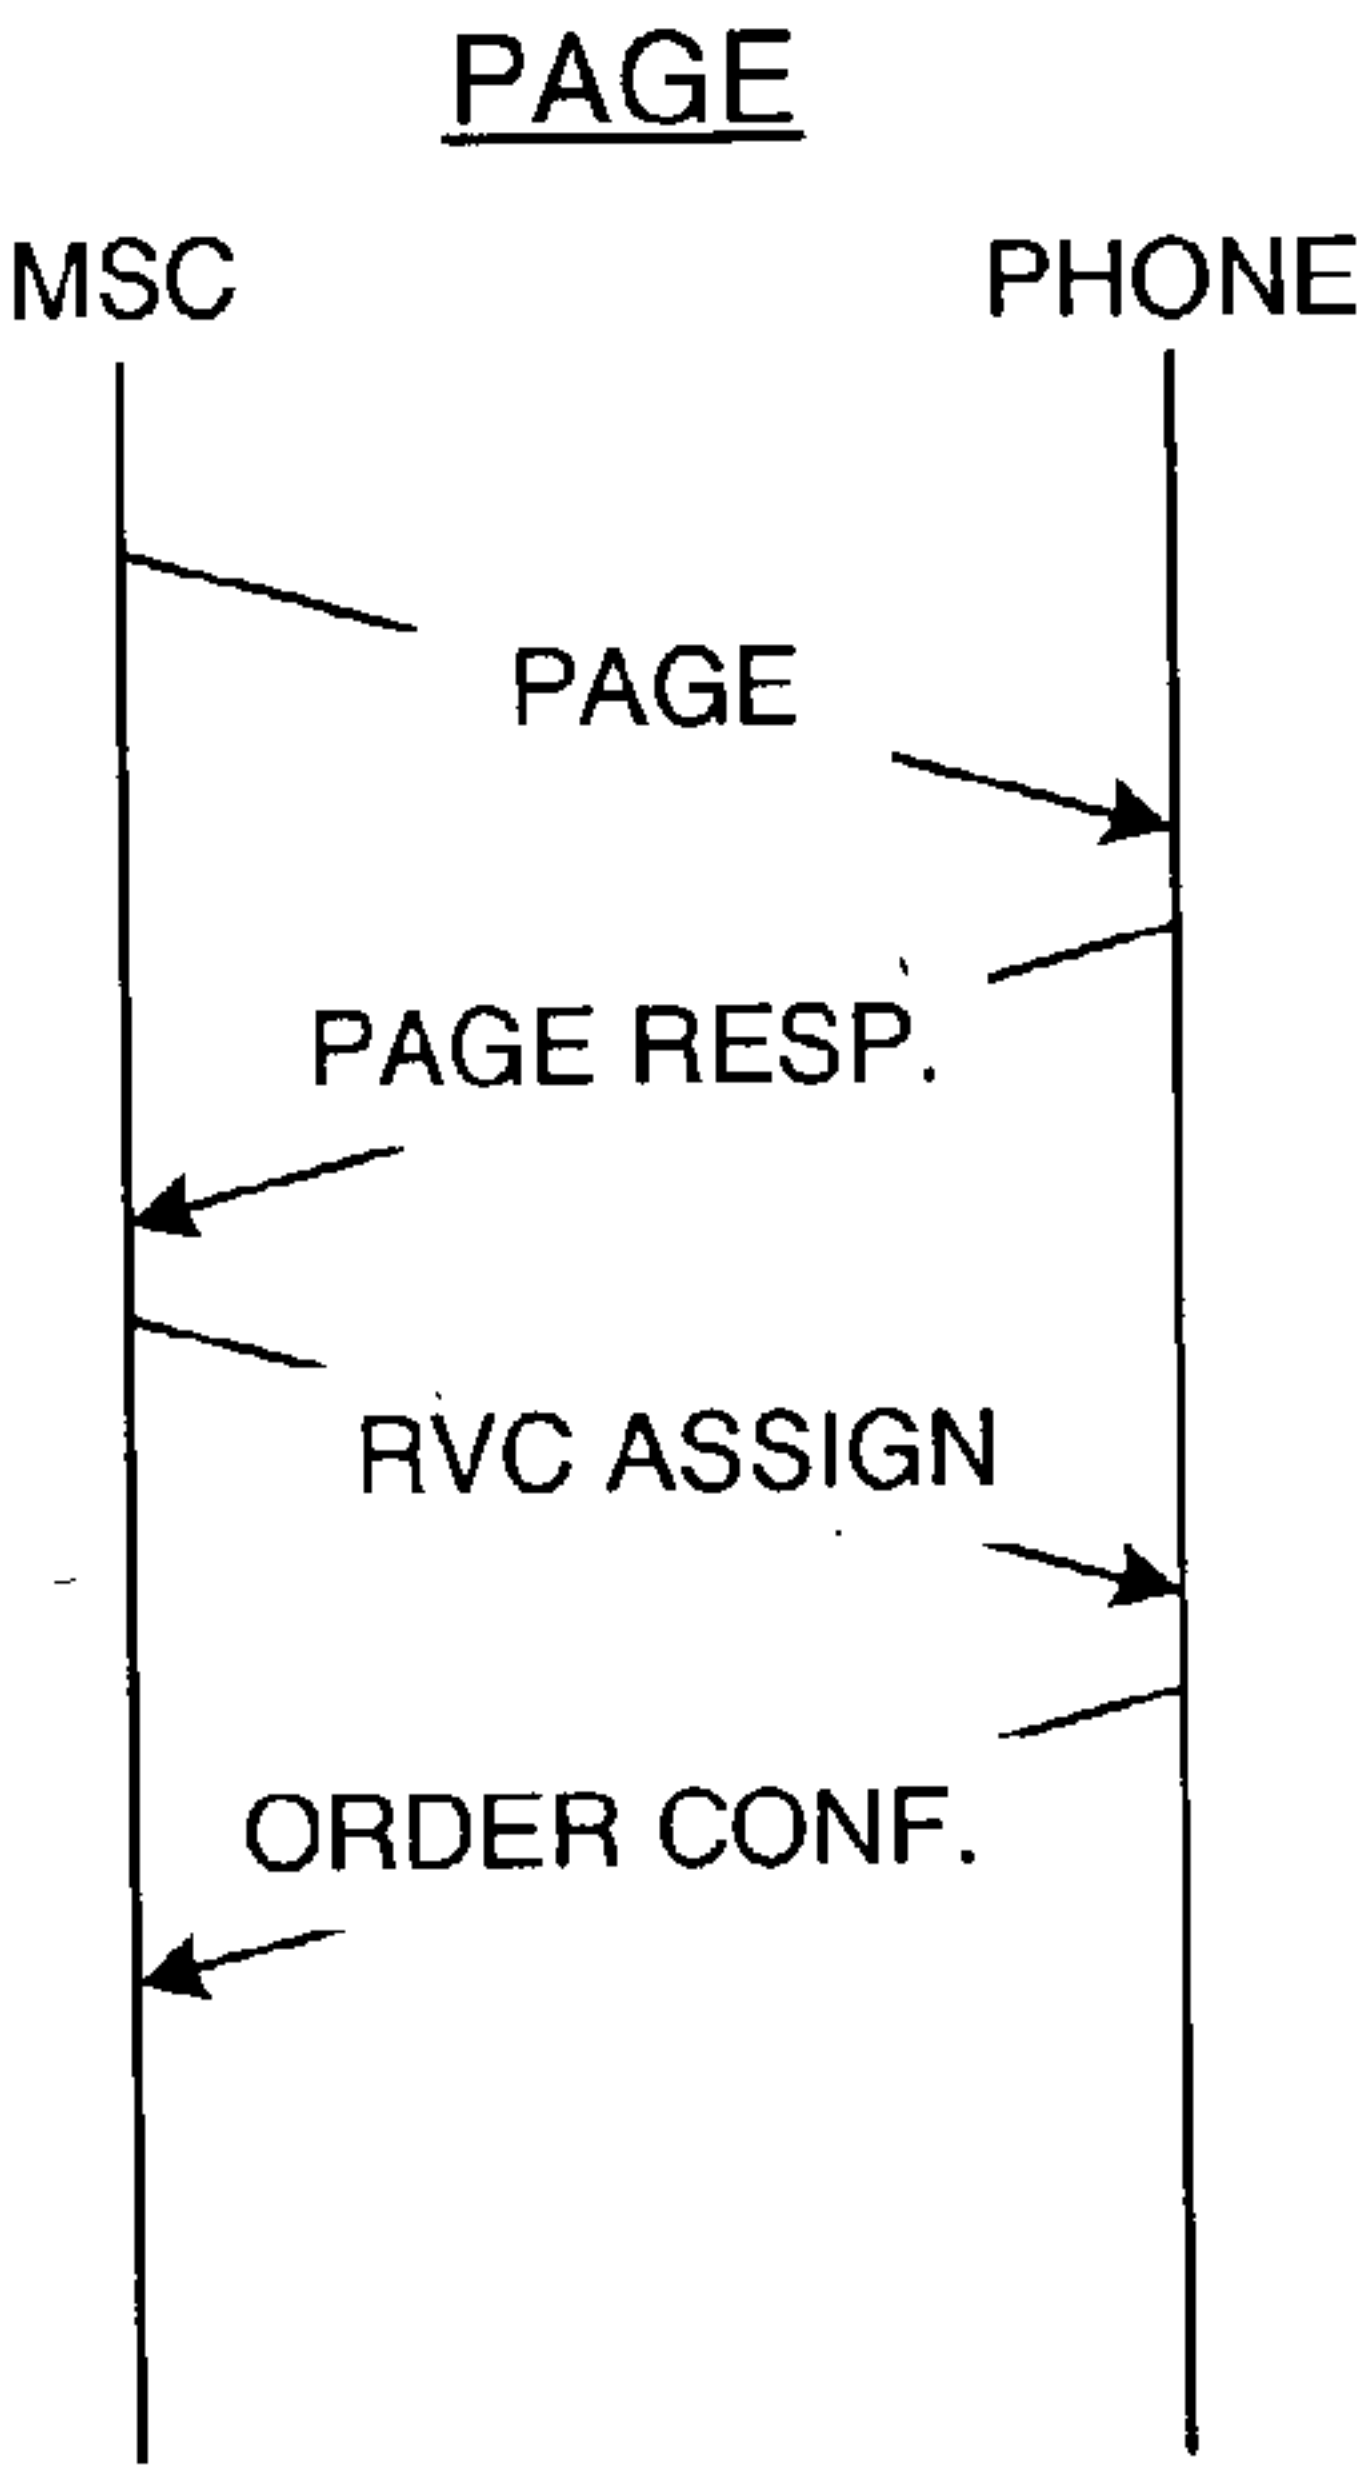 PAGE
MSC PHONE
PAGE
PAGE RESP.
RVC ASSIGN
ORDER CONF.